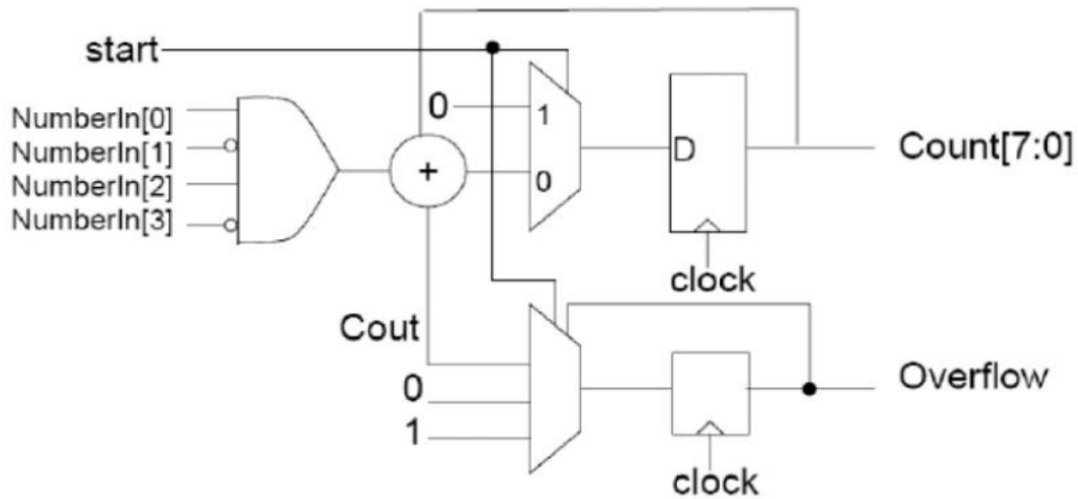 start
NumberIn[0]
NumberIn[1]
NumberIn[2]
NumberIn[3]
0
1
+
0
D
Count[7:0]
clock
Cout
0
1
Overflow
clock